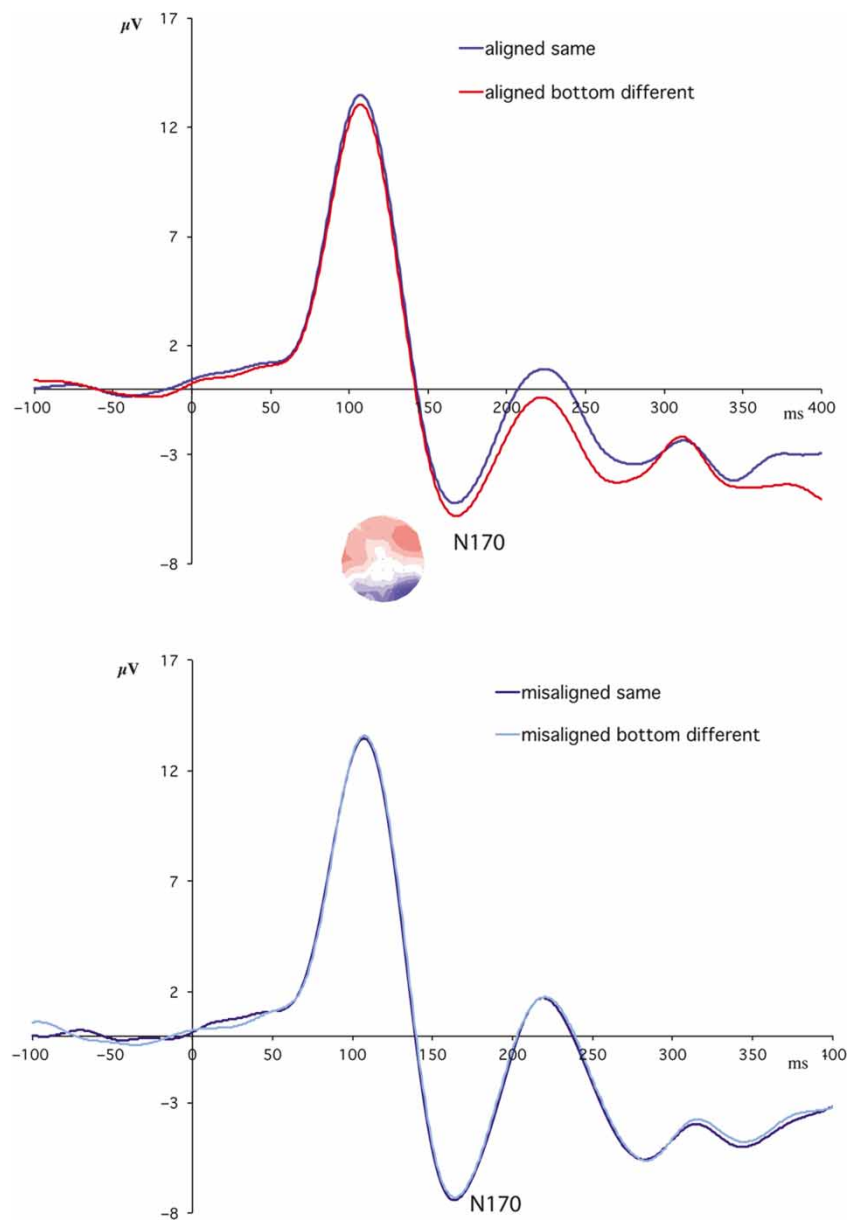 μV
17
12
7
2
-3
-8
aligned same
aligned bottom different
-100 -50 0 50 100 150 200 250 300 350 400
ms
N170
μV
17
12
7
2
-3
-8
misaligned same
misaligned bottom different
-100 -50 0 50 100 150 200 250 300 350 400
ms
N170